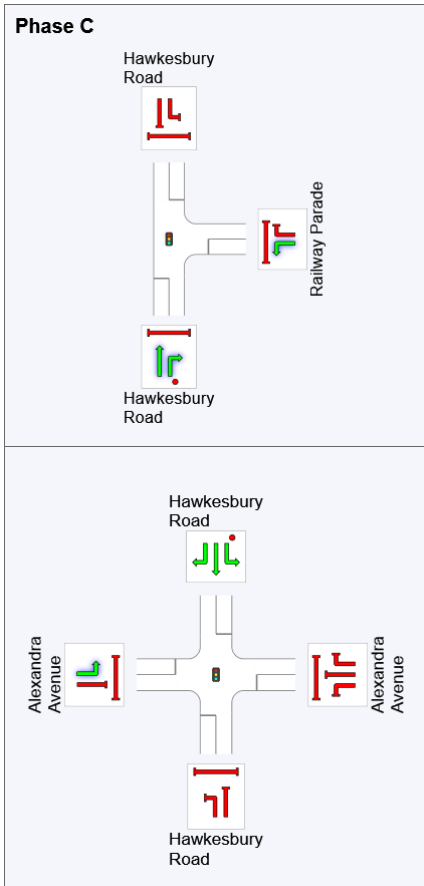 Phase C
Hawkesbury
Road
Railway Parade
Hawkesbury
Road
Hawkesbury
Road
Alexandra
Avenue
Alexandra
Avenue
Hawkesbury
Road